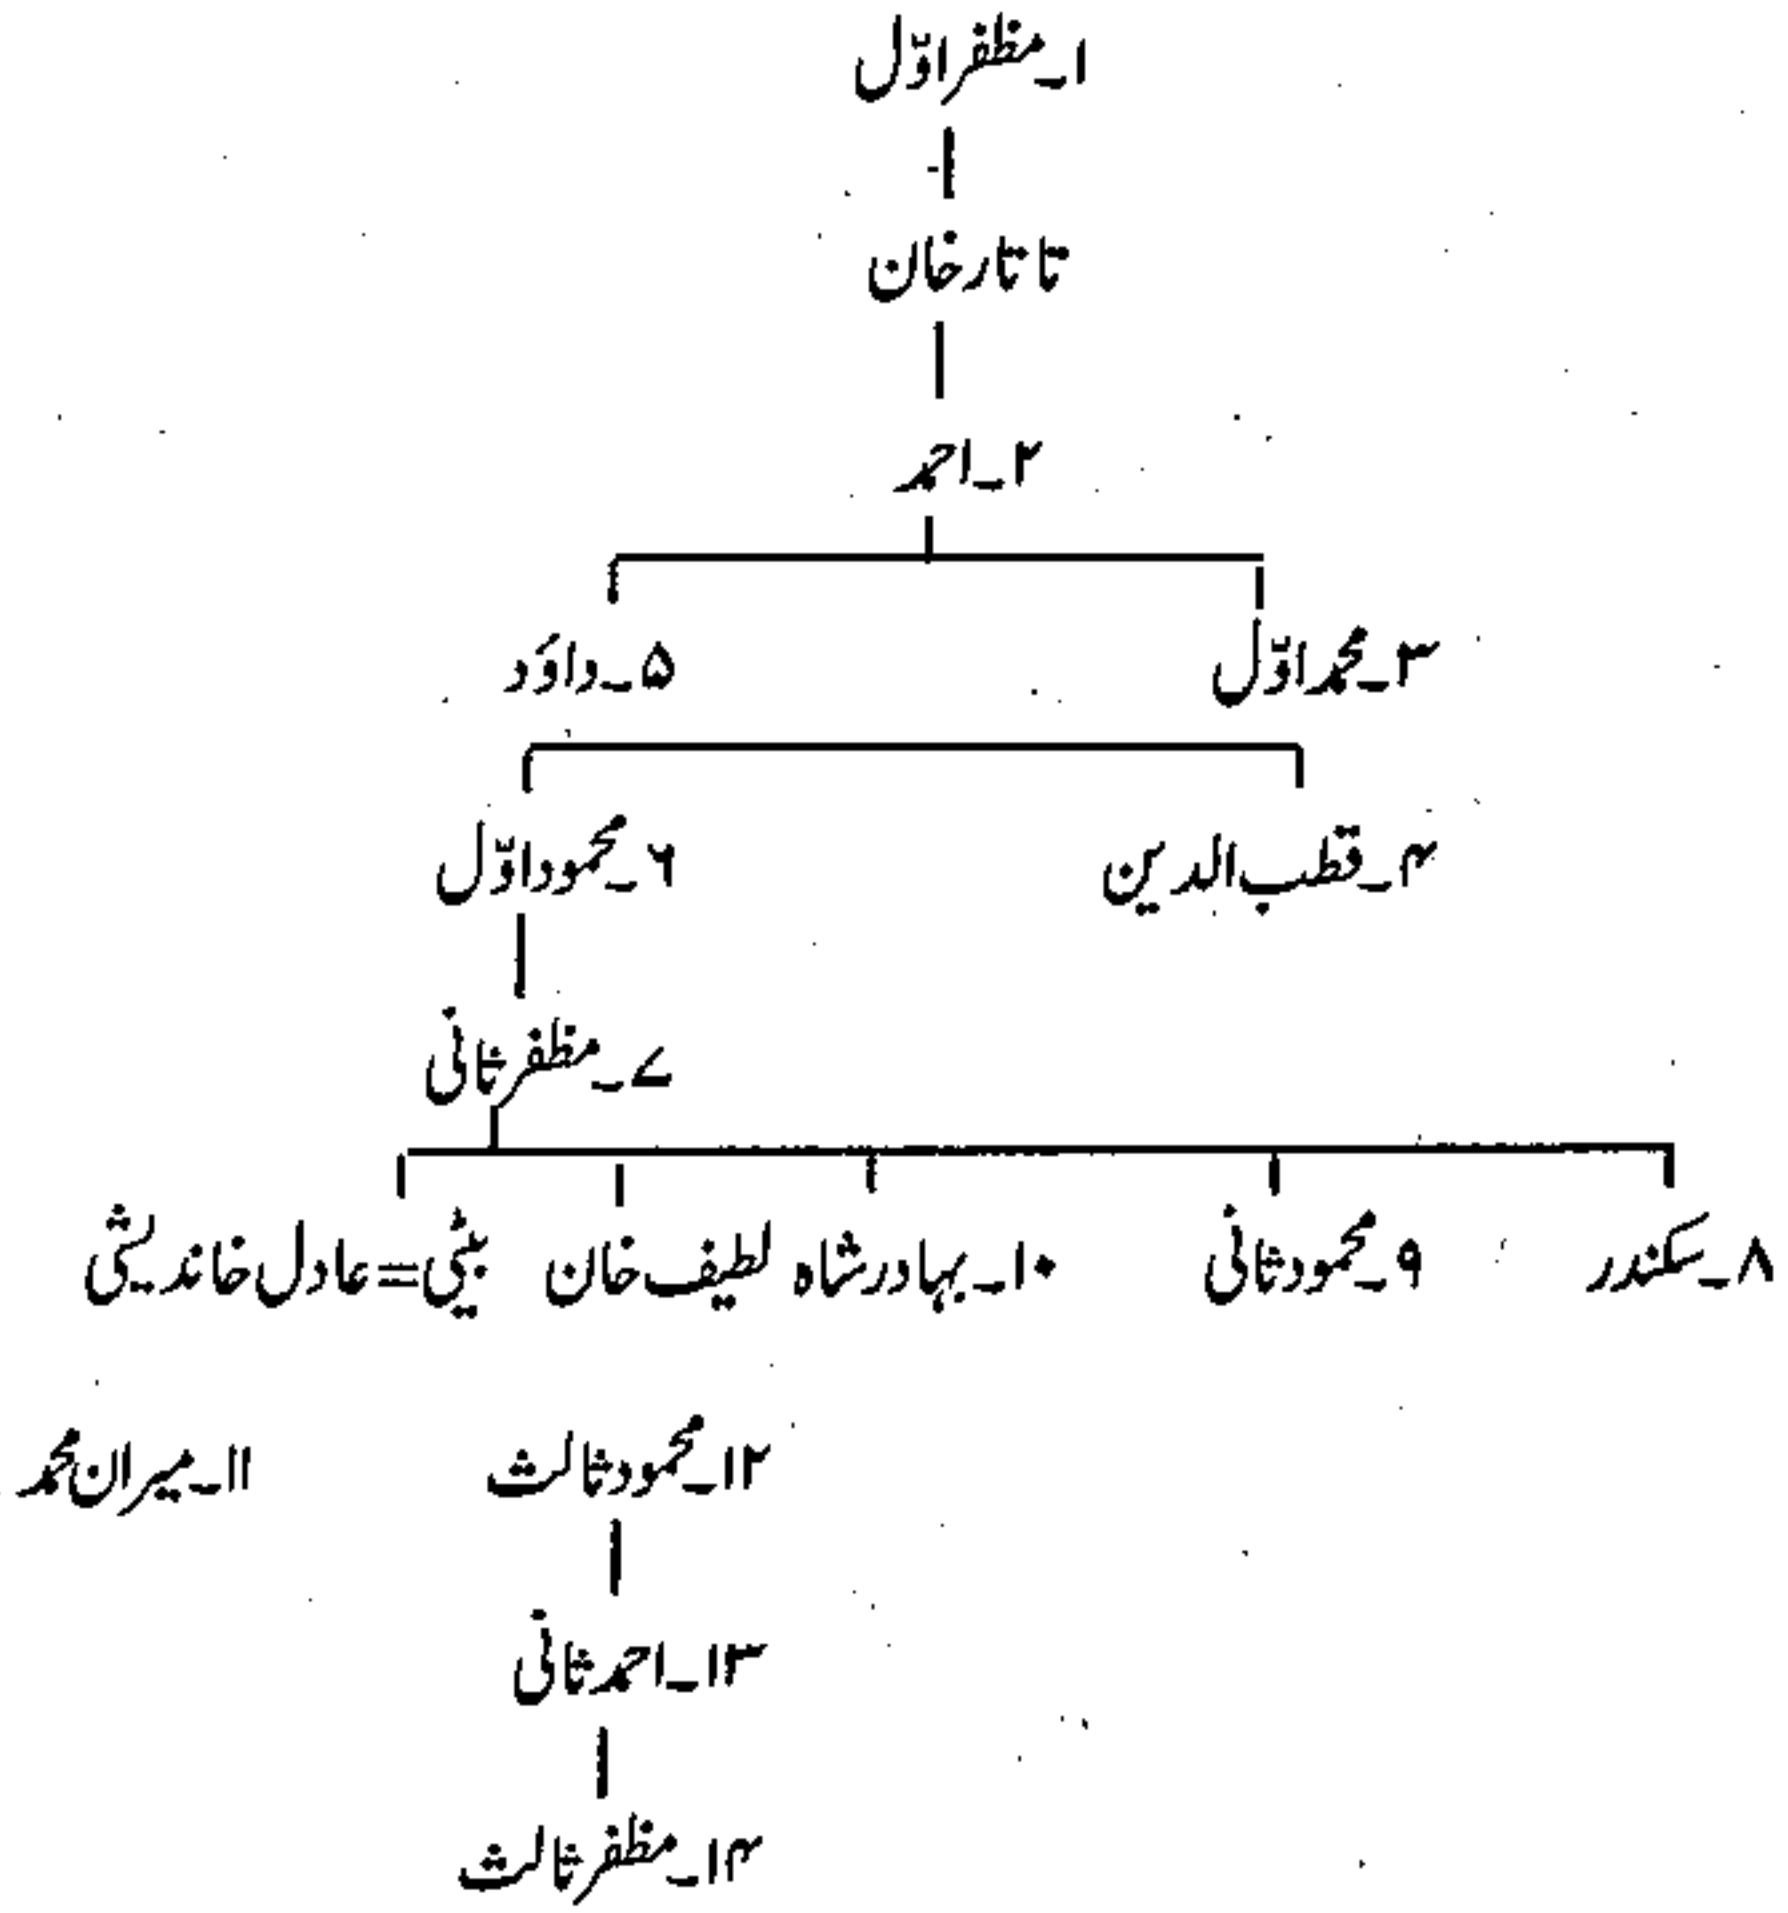 ۱۔مظفر اوّل
تاتار خان
۲۔احمد
۳۔محمد اوّل ۵۔داوَد
۴۔قطب الدین ۶۔محمود اوّل
۷۔مظفر ثانی
۸۔سکندر ۹۔محمود ثانی ۱۰۔بہادر شاہ لطیف خان بیٹی=عادل خاندیشی
۱۲۔محمود ثالث ۱۱۔میران محمد
۱۳۔احمد ثانی
۱۴۔مظفر ثالث